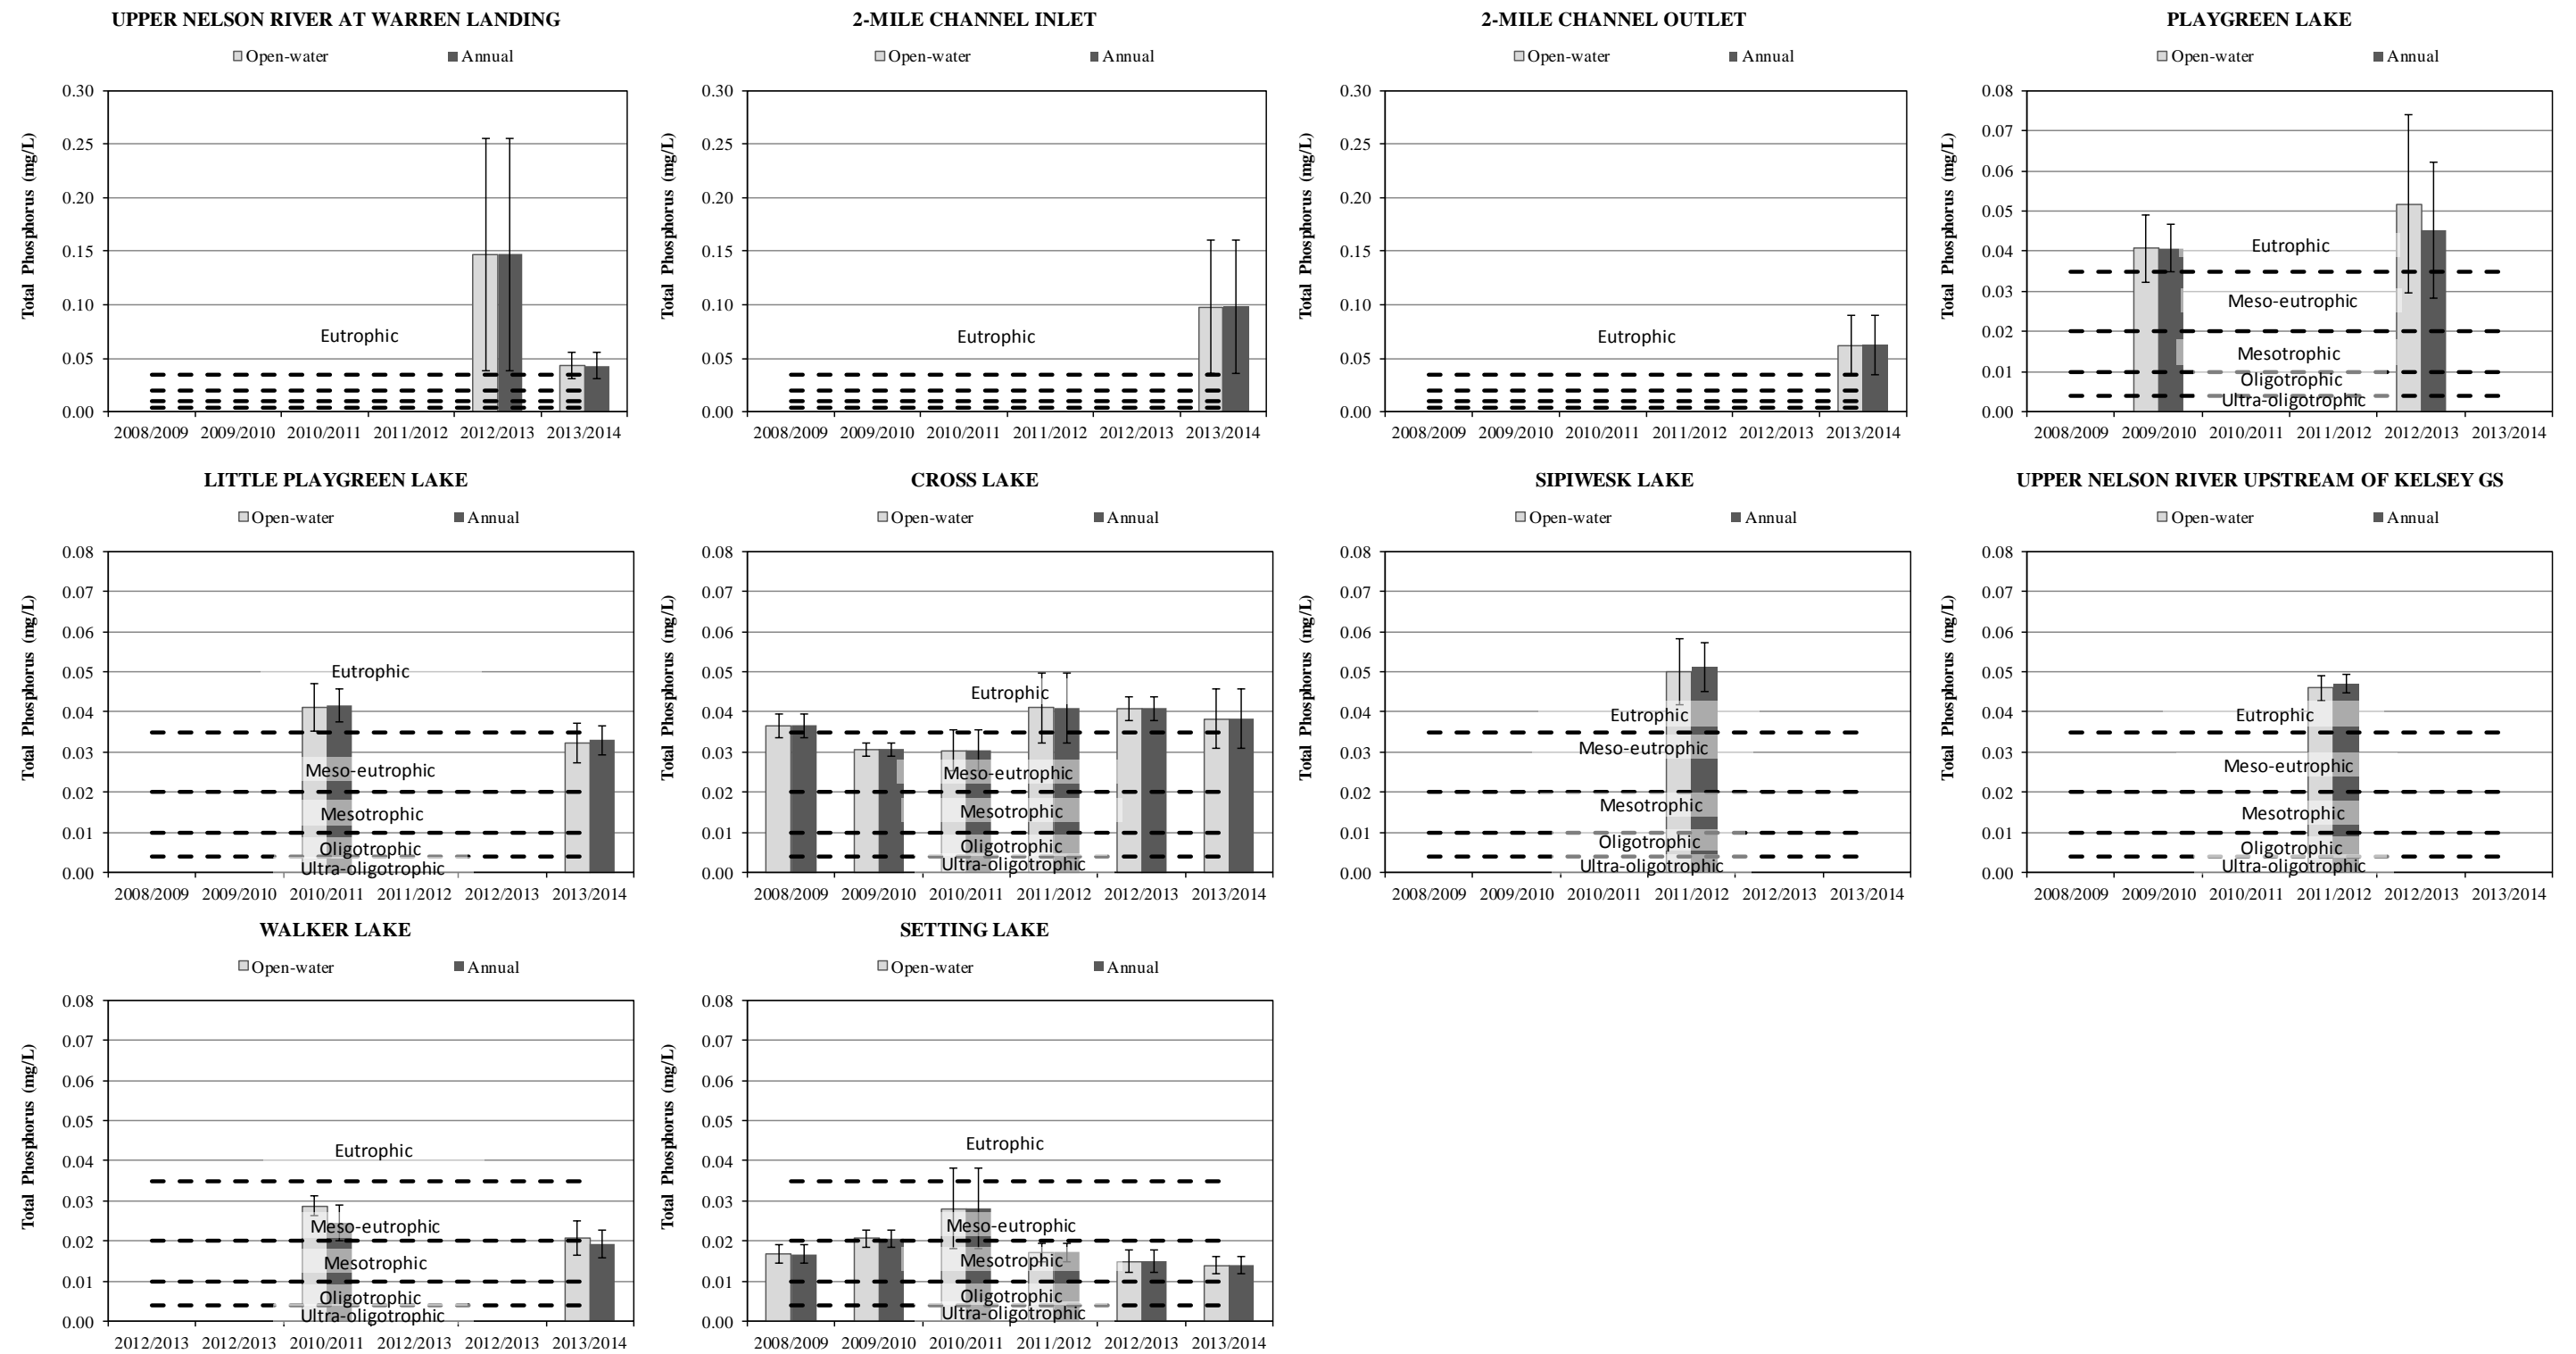 UPPER NELSON RIVER AT WARREN LANDING
Open-water Annual
Total Phosphorus (mg/L)
0.30
0.25
0.20
0.15
0.10
0.05
0.00
Eutrophic
2008/2009 2009/2010 2010/2011 2011/2012 2012/2013 2013/2014
2-MILE CHANNEL INLET
Open-water Annual
Total Phosphorus (mg/L)
0.30
0.25
0.20
0.15
0.10
0.05
0.00
Eutrophic
2008/2009 2009/2010 2010/2011 2011/2012 2012/2013 2013/2014
2-MILE CHANNEL OUTLET
Open-water Annual
Total Phosphorus (mg/L)
0.30
0.25
0.20
0.15
0.10
0.05
0.00
Eutrophic
2008/2009 2009/2010 2010/2011 2011/2012 2012/2013 2013/2014
PLAYGREEN LAKE
Open-water Annual
Total Phosphorus (mg/L)
0.08
0.07
0.06
0.05
0.04
0.03
0.02
0.01
0.00
Eutrophic
Meso-eutrophic
Mesotrophic
Oligotrophic
Ultra-oligotrophic
2008/2009 2009/2010 2010/2011 2011/2012 2012/2013 2013/2014
LITTLE PLAYGREEN LAKE
Open-water Annual
Total Phosphorus (mg/L)
0.08
0.07
0.06
0.05
0.04
0.03
0.02
0.01
0.00
Eutrophic
Meso-eutrophic
Mesotrophic
Oligotrophic
Ultra-oligotrophic
2008/2009 2009/2010 2010/2011 2011/2012 2012/2013 2013/2014
CROSS LAKE
Open-water Annual
Total Phosphorus (mg/L)
0.08
0.07
0.06
0.05
0.04
0.03
0.02
0.01
0.00
Eutrophic
Meso-eutrophic
Mesotrophic
Oligotrophic
Ultra-oligotrophic
2008/2009 2009/2010 2010/2011 2011/2012 2012/2013 2013/2014
SIPIWESK LAKE
Open-water Annual
Total Phosphorus (mg/L)
0.08
0.07
0.06
0.05
0.04
0.03
0.02
0.01
0.00
Eutrophic
Meso-eutrophic
Mesotrophic
Oligotrophic
Ultra-oligotrophic
2008/2009 2009/2010 2010/2011 2011/2012 2012/2013 2013/2014
UPPER NELSON RIVER UPSTREAM OF KELSEY GS
Open-water Annual
Total Phosphorus (mg/L)
0.08
0.07
0.06
0.05
0.04
0.03
0.02
0.01
0.00
Eutrophic
Meso-eutrophic
Mesotrophic
Oligotrophic
Ultra-oligotrophic
2008/2009 2009/2010 2010/2011 2011/2012 2012/2013 2013/2014
WALKER LAKE
Open-water Annual
Total Phosphorus (mg/L)
0.08
0.07
0.06
0.05
0.04
0.03
0.02
0.01
0.00
Eutrophic
Meso-eutrophic
Mesotrophic
Oligotrophic
Ultra-oligotrophic
2012/2013 2012/2013 2010/2011 2012/2013 2012/2013 2013/2014
SETTING LAKE
Open-water Annual
Total Phosphorus (mg/L)
0.08
0.07
0.06
0.05
0.04
0.03
0.02
0.01
0.00
Eutrophic
Meso-eutrophic
Mesotrophic
Oligotrophic
Ultra-oligotrophic
2008/2009 2009/2010 2010/2011 2011/2012 2012/2013 2013/2014